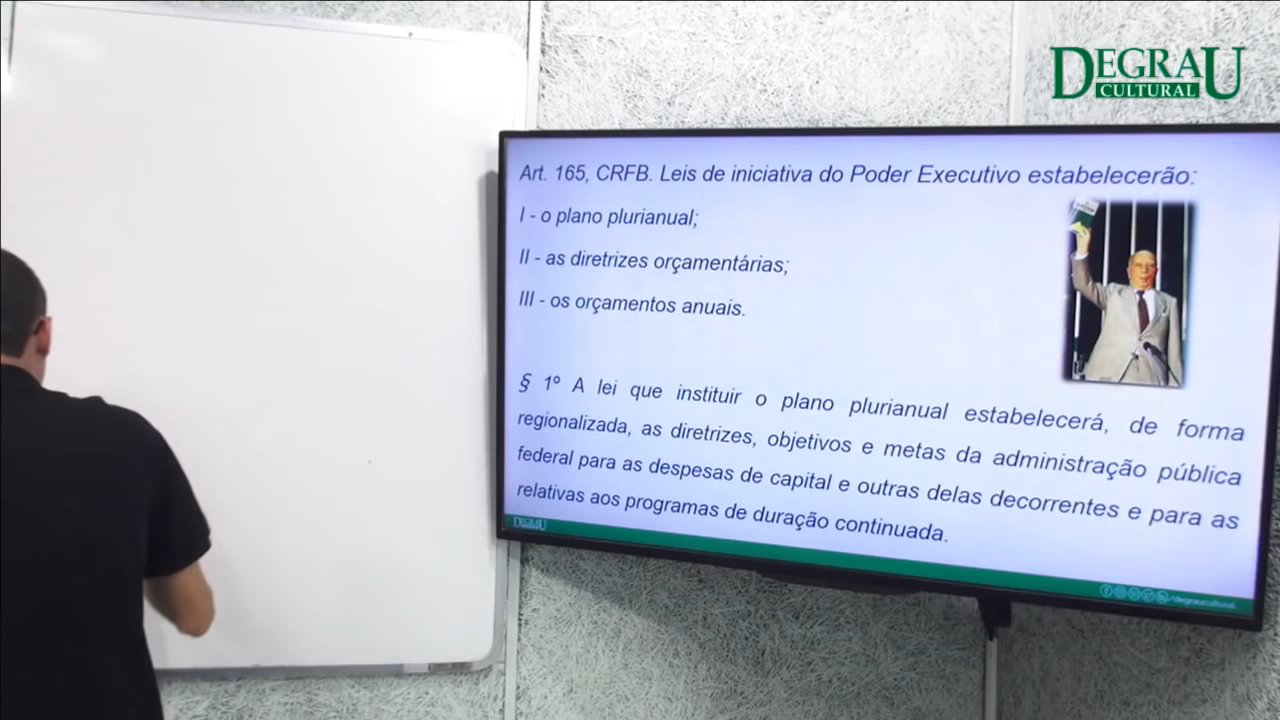 DEGRAU
CULTURAL
Art. 165, CRFB. Leis de iniciativa do Poder Executivo estabelecerão:
I - o plano plurianual;
II - as diretrizes orçamentárias;
III - os orçamentos anuais.
§ 1º A lei que instituir o plano plurianual estabelecerá, de forma
regionalizada, as diretrizes, objetivos e metas da administração pública
federal para as despesas de capital e outras delas decorrentes e para as
relativas aos programas de duração continuada.
DEGRAU
/degraucultural